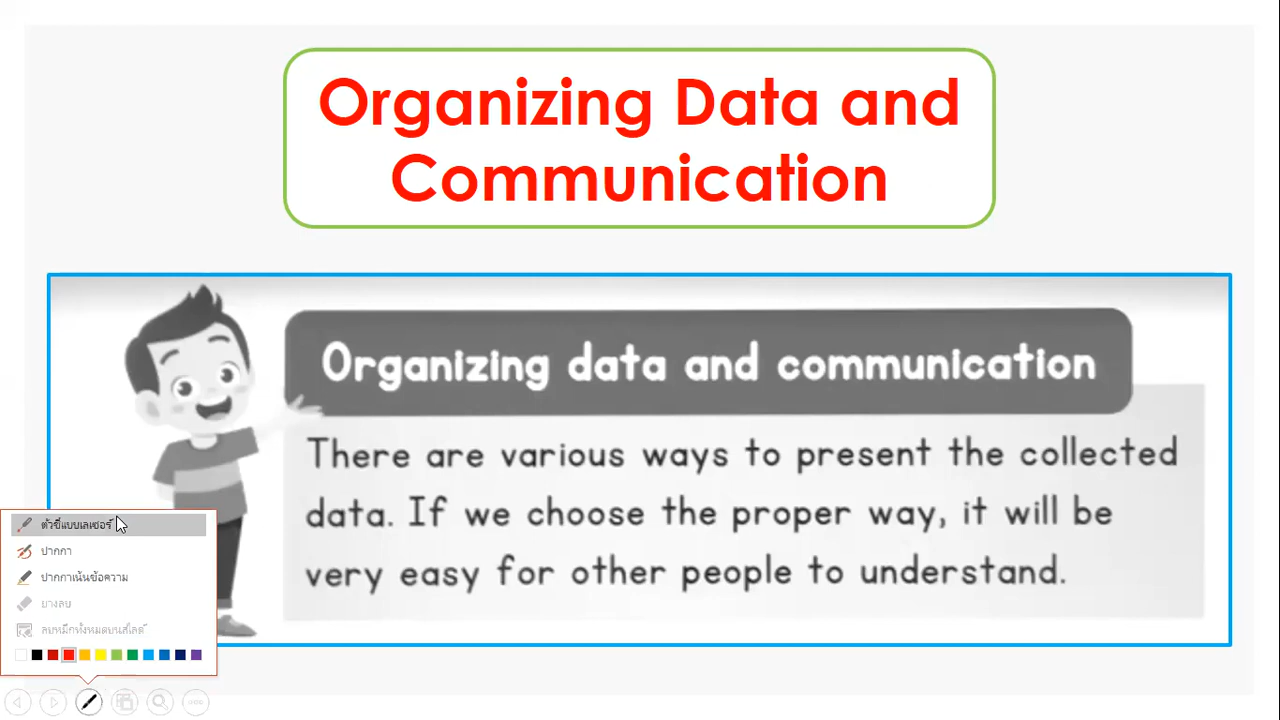 Organizing Data and
Communication
Organizing data and communication
There are various ways to present the collected
data. If we choose the proper way, it will be
very easy for other people to understand.
ตัวชี้แบบเลเซอร์
ปากกา
ปากกาเน้นข้อความ
ยางลบ
ลบหมึกทั้งหมดบนสไลด์